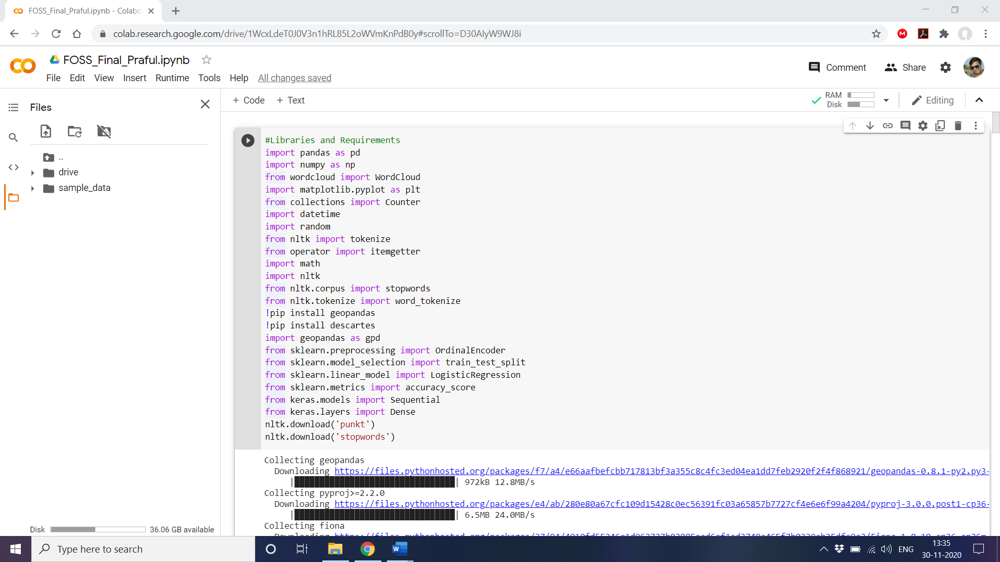 FOSS_Final_Praful.ipynb - Colabo
colab.research.google.com/drive/1WcxLdeT0J0V3n1hRL85L2oWVmKnPdB0y#scrollTo=D30AlyW9WJ8i
FOSS_Final_Praful.ipynb
Comment
Share
File Edit View Insert Runtime Tools Help All changes saved
Files
+ Code + Text
RAM
Disk
Editing
..
drive
sample_data
#Libraries and Requirements
import pandas as pd
import numpy as np
from wordcloud import WordCloud
import matplotlib.pyplot as plt
from collections import Counter
import datetime
import random
from nltk import tokenize
from operator import itemgetter
import math
import nltk
from nltk.corpus import stopwords
from nltk.tokenize import word_tokenize
!pip install geopandas
!pip install descartes
import geopandas as gpd
from sklearn.preprocessing import OrdinalEncoder
from sklearn.model_selection import train_test_split
from sklearn.linear_model import LogisticRegression
from sklearn.metrics import accuracy_score
from keras.models import Sequential
from keras.layers import Dense
nltk.download('punkt')
nltk.download('stopwords')
Collecting geopandas
Downloading https://files.pythonhosted.org/packages/f7/a4/e66aafbefcbb717813bf3a355c8c4fc3ed04ea1dd7feb2920f2f4f868921/geopandas-0.8.1-py2.py3-
972kB 12.8MB/s
Collecting pyproj>=2.2.0
Downloading https://files.pythonhosted.org/packages/e4/ab/280e80a67cfc109d15428c0ec56391fc03a65857b7727cf4e6e6f99a4204/pyproj-3.0.0.post1-cp36-
6.5MB 24.0MB/s
Collecting fiona
Disk 36.06 GB available
Type here to search
ENG
13:35
30-11-2020